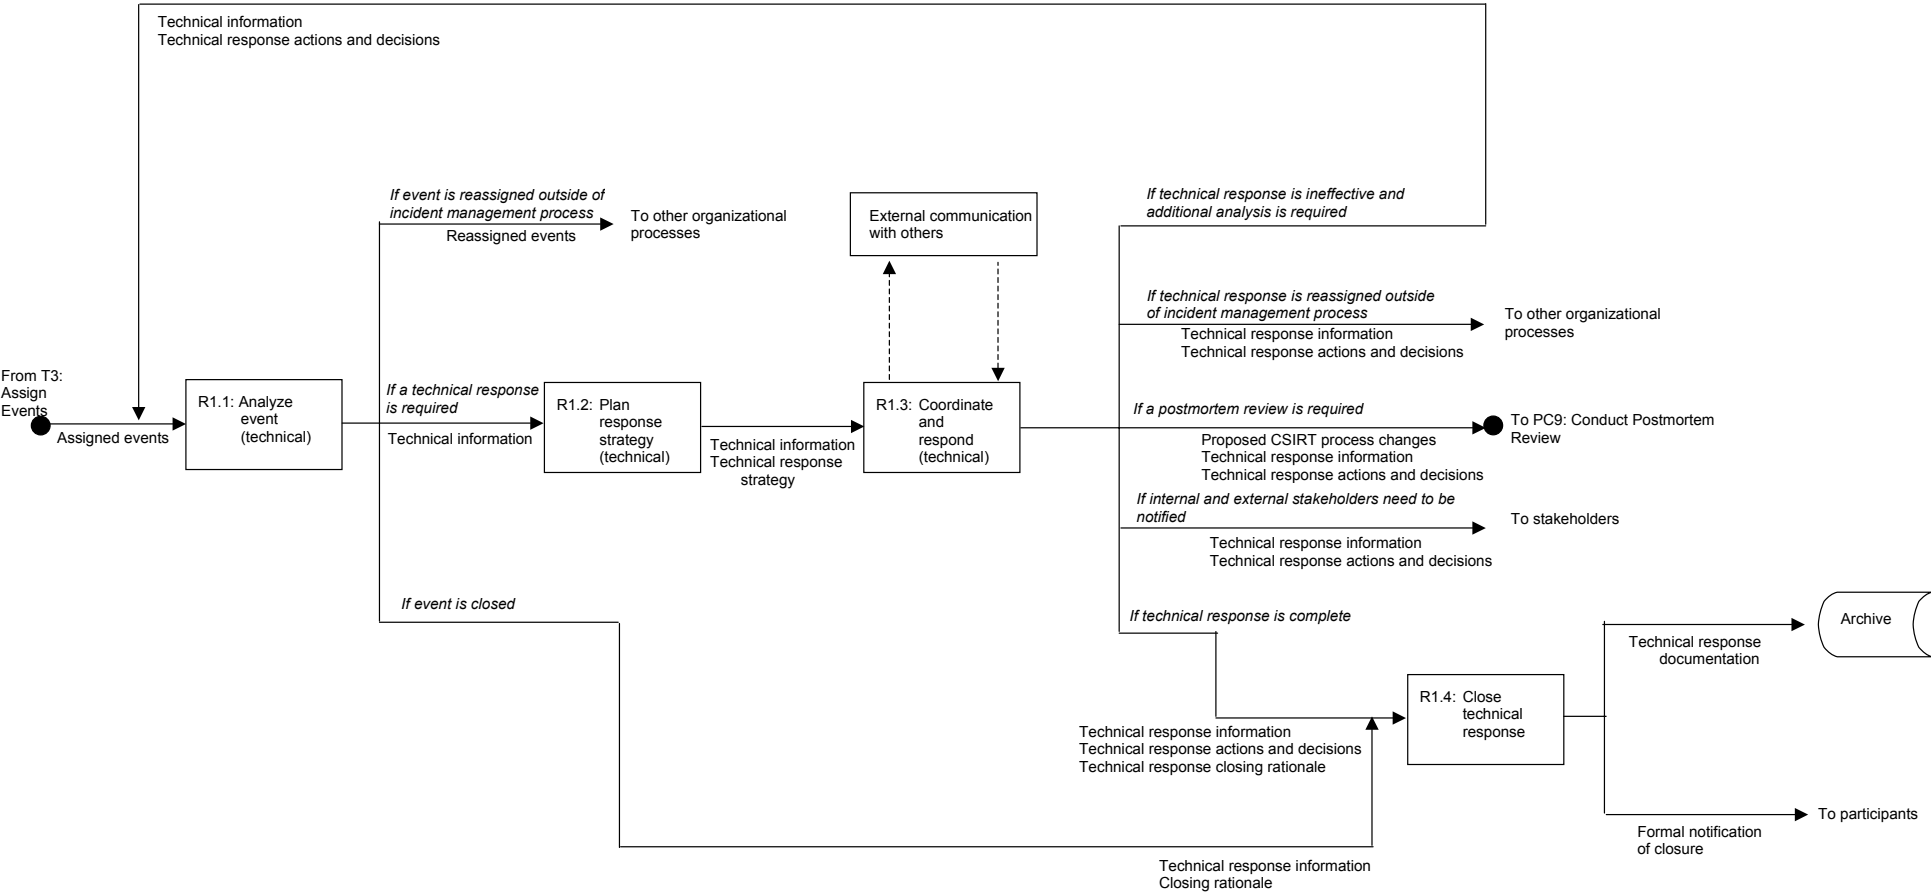 Technical information
Technical response actions and decisions
If event is reassigned outside of
incident management process
Reassigned events
To other organizational
processes
External communication
with others
If technical response is ineffective and
additional analysis is required
If technical response is reassigned outside
of incident management process
Technical response information
Technical response actions and decisions
To other organizational
processes
From T3:
Assign
Events
Assigned events
R1.1: Analyze
event
(technical)
If a technical response
is required
Technical information
R1.2: Plan
response
strategy
(technical)
Technical information
Technical response
strategy
R1.3: Coordinate
and
respond
(technical)
If a postmortem review is required
Proposed CSIRT process changes
Technical response information
Technical response actions and decisions
To PC9: Conduct Postmortem
Review
If internal and external stakeholders need to be
notified
Technical response information
Technical response actions and decisions
To stakeholders
If event is closed
If technical response is complete
Technical response information
Technical response actions and decisions
Technical response closing rationale
R1.4: Close
technical
response
Technical response
documentation
Archive
Formal notification
of closure
To participants
Technical response information
Closing rationale